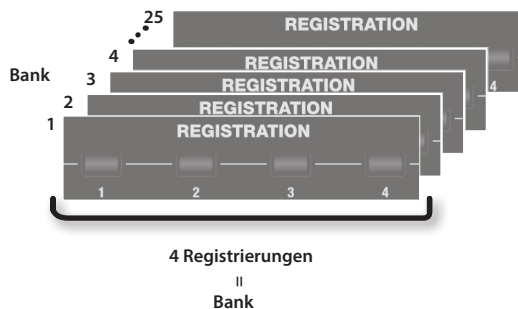 25
REGISTRATION
4
REGISTRATION
4
Bank
3
REGISTRATION
2
REGISTRATION
1
REGISTRATION
1 2 3 4
4 Registrierungen
=
Bank